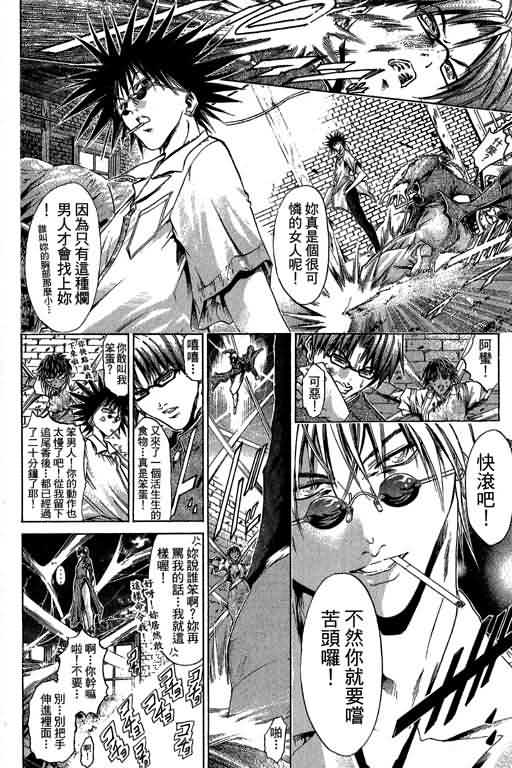 妳真是個很可
憐的女人呢！
因為只有這種爛
男人才會找上妳
！
誰叫妳的胸部那麼小…
阿蠻！
可惡！
快滾吧！
不然你就要嚐
苦頭囉！
嘻嘻…
又來了一個活生生的
食物…真是笨蛋！
你敢叫我
笨蛋？
笨男人！你的動作也
太慢了吧！從我留下
追尾香後…都已經過
了二十分鐘了耶！
妳說誰笨啊？妳再
罵我的話…我就這
樣喔！
啪…
啊…你幹嘛
啦…不要…
別…別把手
伸進裡面…
啊！